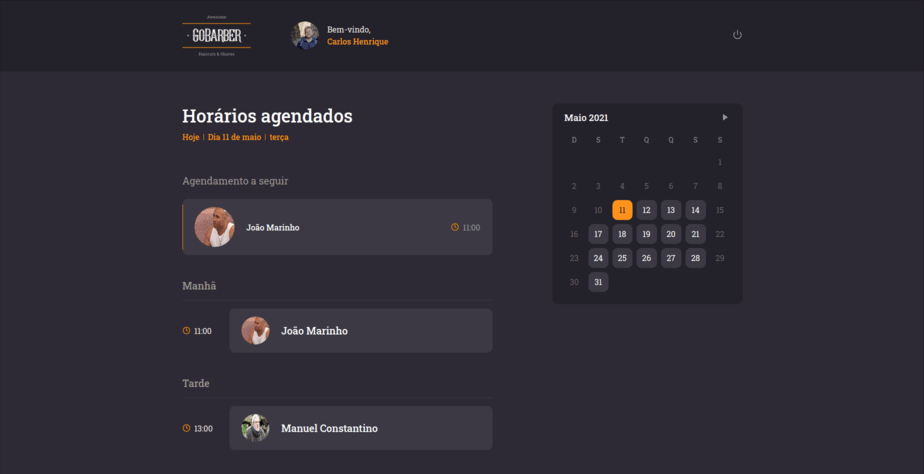 GOBARBER
Bem-vindo,
Carlos Henrique
Horários agendados
Hoje | Dia 11 de maio | terça
Agendamento a seguir
João Marinho
11:00
Manhã
11:00
João Marinho
Tarde
13:00
Manuel Constantino
Maio 2021
D S T Q Q S S
1
2 3 4 5 6 7 8
9 10 11 12 13 14 15
16 17 18 19 20 21 22
23 24 25 26 27 28 29
30 31